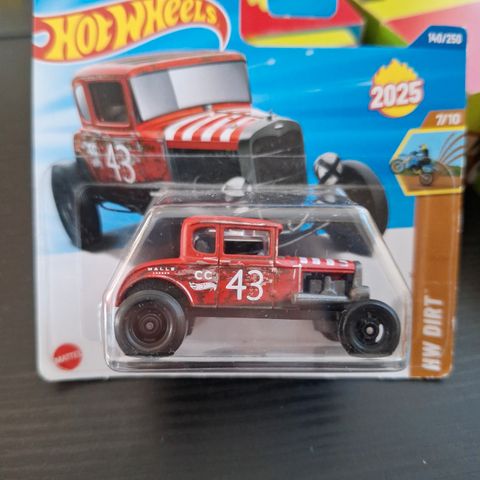 HOT WHEELS
140/250
2025
7/10
43
HW DIRT
CC
43
MATTEL